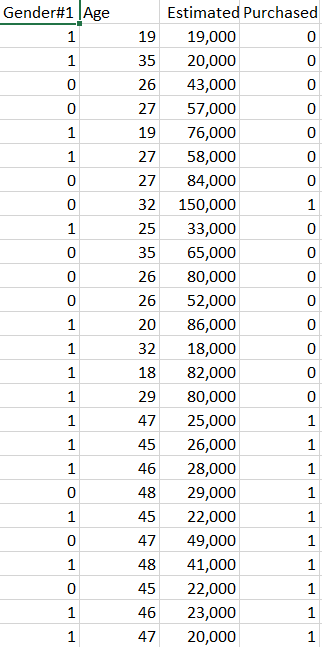 Gender#1 Age Estimated Purchased
1 19 19,000 0
1 35 20,000 0
0 26 43,000 0
0 27 57,000 0
1 19 76,000 0
1 27 58,000 0
0 27 84,000 0
0 32 150,000 1
1 25 33,000 0
0 35 65,000 0
0 26 80,000 0
0 26 52,000 0
1 20 86,000 0
1 32 18,000 0
1 18 82,000 0
1 29 80,000 0
1 47 25,000 1
1 45 26,000 1
1 46 28,000 1
0 48 29,000 1
1 45 22,000 1
0 47 49,000 1
1 48 41,000 1
0 45 22,000 1
1 46 23,000 1
1 47 20,000 1